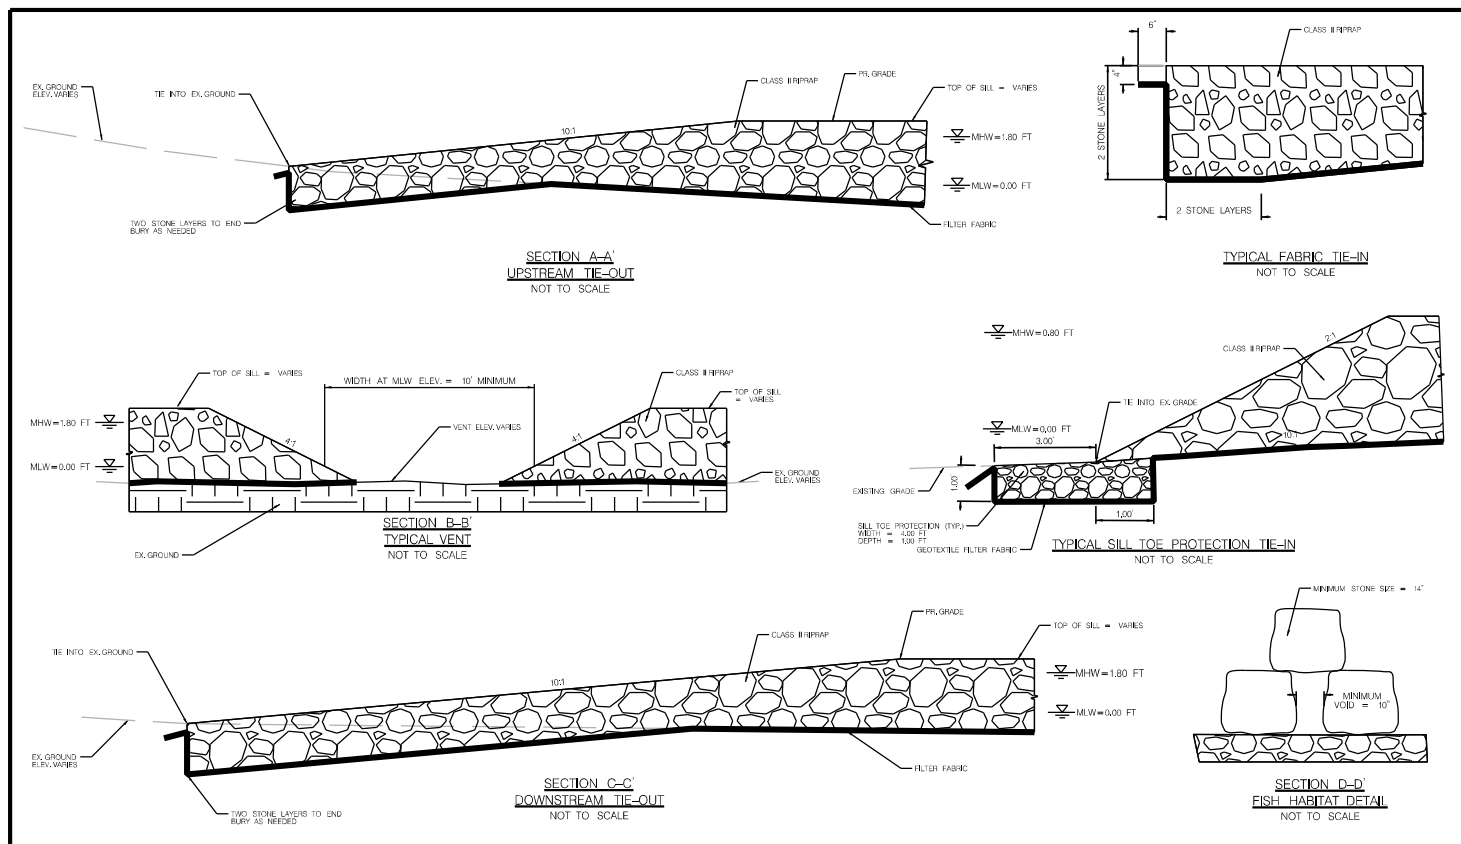 EX. GROUND
ELEV. VARIES
TIE INTO EX. GROUND
10:1
CLASS II RIPRAP
PR. GRADE
TOP OF SILL = VARIES
MHW=1.80 FT
MLW=0.00 FT
TWO STONE LAYERS TO END
BURY AS NEEDED
FILTER FABRIC
SECTION A-A'
UPSTREAM TIE-OUT
NOT TO SCALE
6"
4"
CLASS II RIPRAP
2 STONE LAYERS
2 STONE LAYERS
TYPICAL FABRIC TIE-IN
NOT TO SCALE
TOP OF SILL = VARIES
WIDTH AT MLW ELEV. = 10' MINIMUM
CLASS II RIPRAP
TOP OF SILL
= VARIES
MHW=1.80 FT
MLW=0.00 FT
4:1
VENT ELEV. VARIES
4:1
EX. GROUND
ELEV. VARIES
EX. GROUND
SECTION B-B'
TYPICAL VENT
NOT TO SCALE
MHW=0.80 FT
2:1
CLASS II RIPRAP
TIE INTO EX. GRADE
MLW=0.00 FT
3.00'
10:1
EXISTING GRADE
1.00'
1.00'
SILL TOE PROTECTION (TYP.)
WIDTH = 4.00 FT
DEPTH = 1.00 FT
GEOTEXTILE FILTER FABRIC
TYPICAL SILL TOE PROTECTION TIE-IN
NOT TO SCALE
TIE INTO EX. GROUND
10:1
CLASS II RIPRAP
PR. GRADE
TOP OF SILL = VARIES
MHW=1.80 FT
MLW=0.00 FT
EX. GROUND
ELEV. VARIES
TWO STONE LAYERS TO END
BURY AS NEEDED
FILTER FABRIC
SECTION C-C'
DOWNSTREAM TIE-OUT
NOT TO SCALE
MINIMUM STONE SIZE = 14"
MINIMUM
VOID = 10"
SECTION D-D'
FISH HABITAT DETAIL
NOT TO SCALE